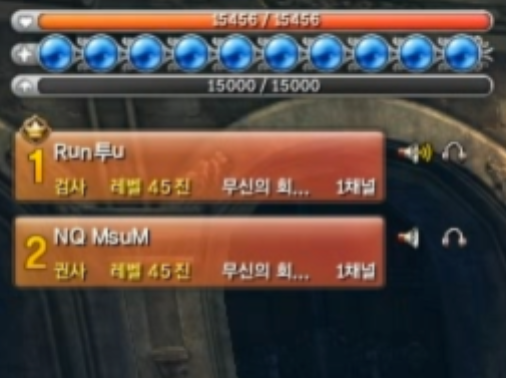 15456 / 15456
15000 / 15000
1 Run투u
검사 레벨 45 진 무신의 회... 1채널
2 NQ MsuM
권사 레벨 45 진 무신의 회... 1채널